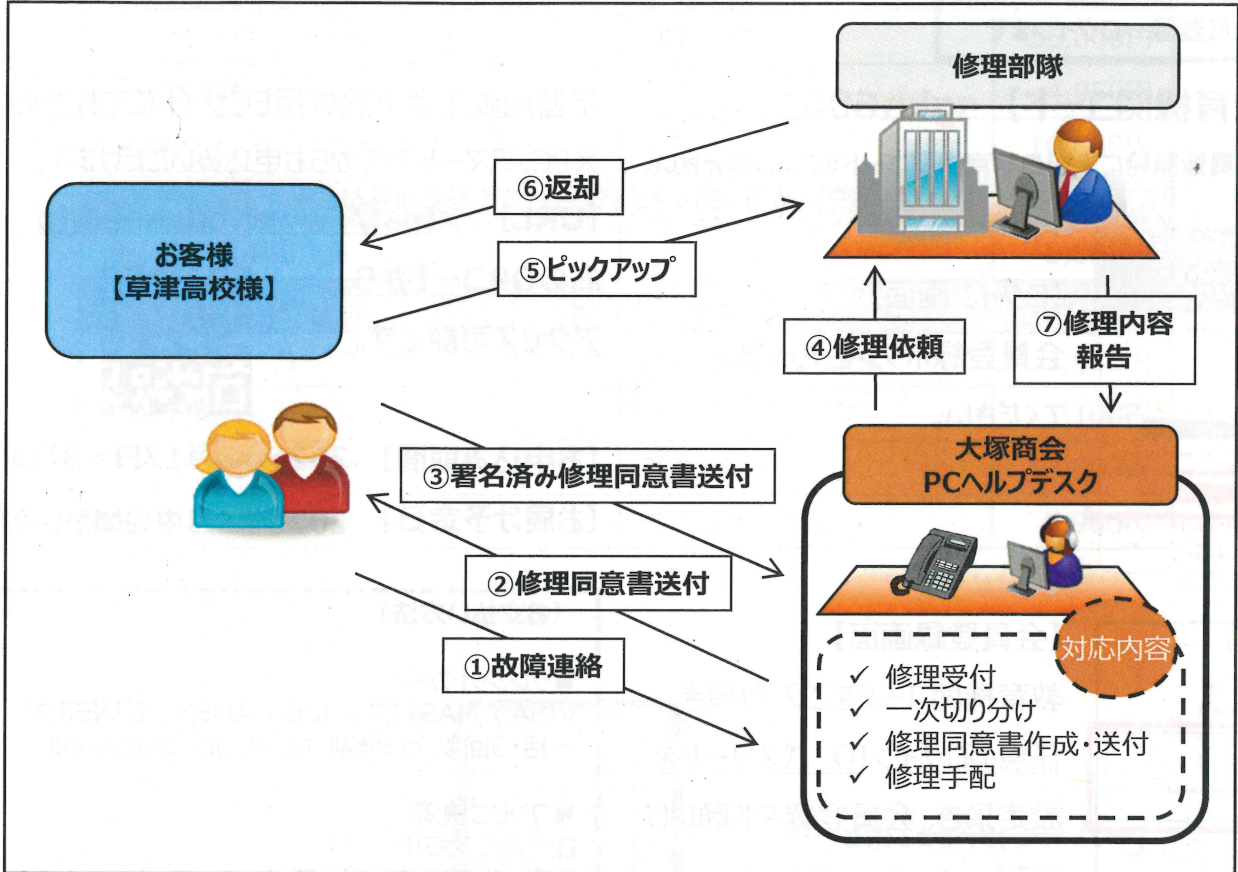 修理部隊
⑥返却
お客様
【草津高校様】
⑤ピックアップ
④修理依頼
⑦修理内容
報告
大塚商会
PCヘルプデスク
③署名済み修理同意書送付
②修理同意書送付
①故障連絡
対応内容
✓ 修理受付
✓ 一次切り分け
✓ 修理同意書作成・送付
✓ 修理手配